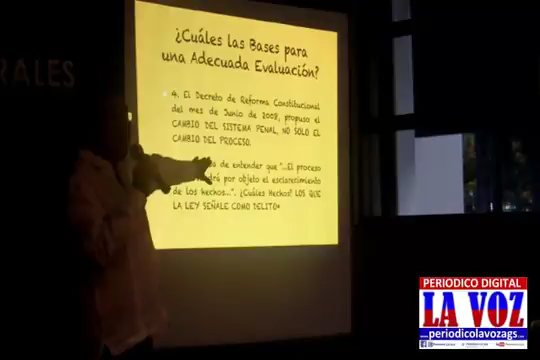 ¿Cuáles las Bases para
una Adecuada Evaluación?
RALES
4. El Decreto de Reforma Constitucional
del mes de Junio de 2008, propuso el
CAMBIO DEL SISTEMA PENAL, NO SOLO EL
CAMBIO DEL PROCESO.
de entender que "...El proceso
por objeto el esclarecimiento
de los hechos...". ¿Cuáles Hechos? LOS QUE
LA LEY SEÑALE COMO DELITO"
PERIODICO DIGITAL
LA VOZ
www.periodicolavozags.com